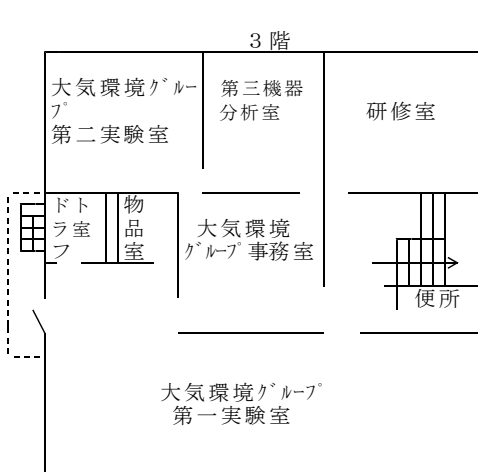 ３階
大気環境ｸﾞﾙｰ
ﾌﾟ
第二実験室
第三機器
分析室
研修室
ドト
ラ室
フ
物
品
室
大気環境
ｸﾞﾙｰﾌﾟ事務室
便所
大気環境ｸﾞﾙｰﾌﾟ
第一実験室